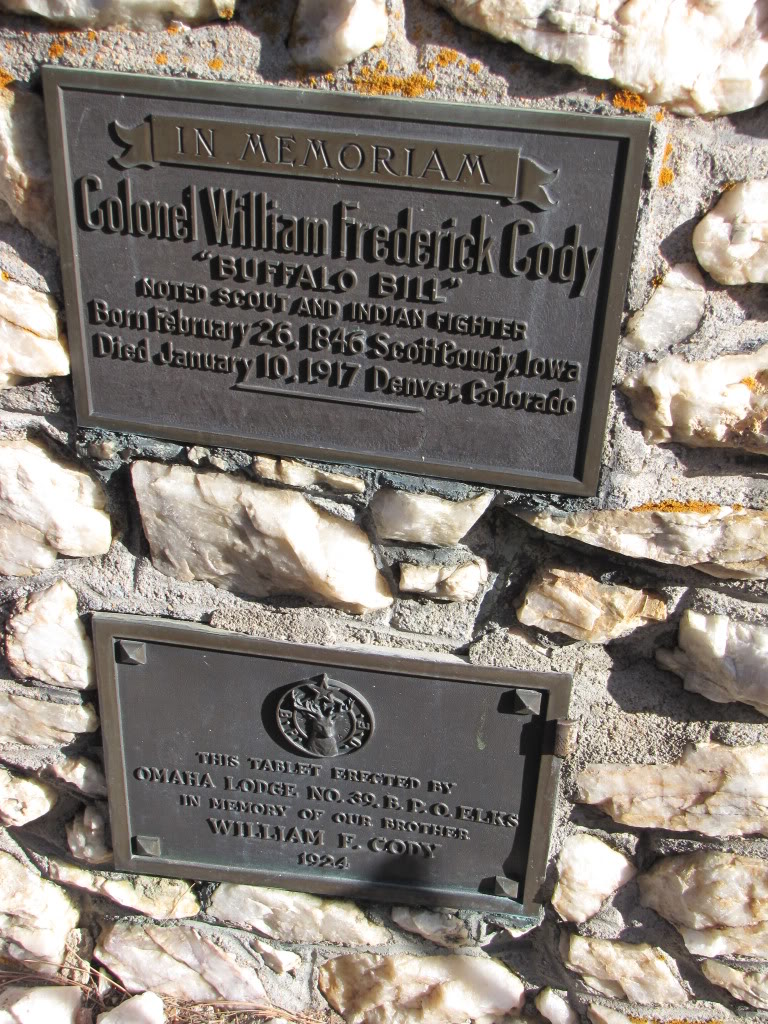 IN MEMORIAM
Colonel William Frederick Cody
"BUFFALO BILL"
NOTED SCOUT AND INDIAN FIGHTER
Born February 26, 1846 Scott County, Iowa
Died January 10, 1917 Denver, Colorado
THIS TABLET ERECTED BY
OMAHA LODGE NO. 39, B. P. O. ELKS
IN MEMORY OF OUR BROTHER
WILLIAM F. CODY
1924